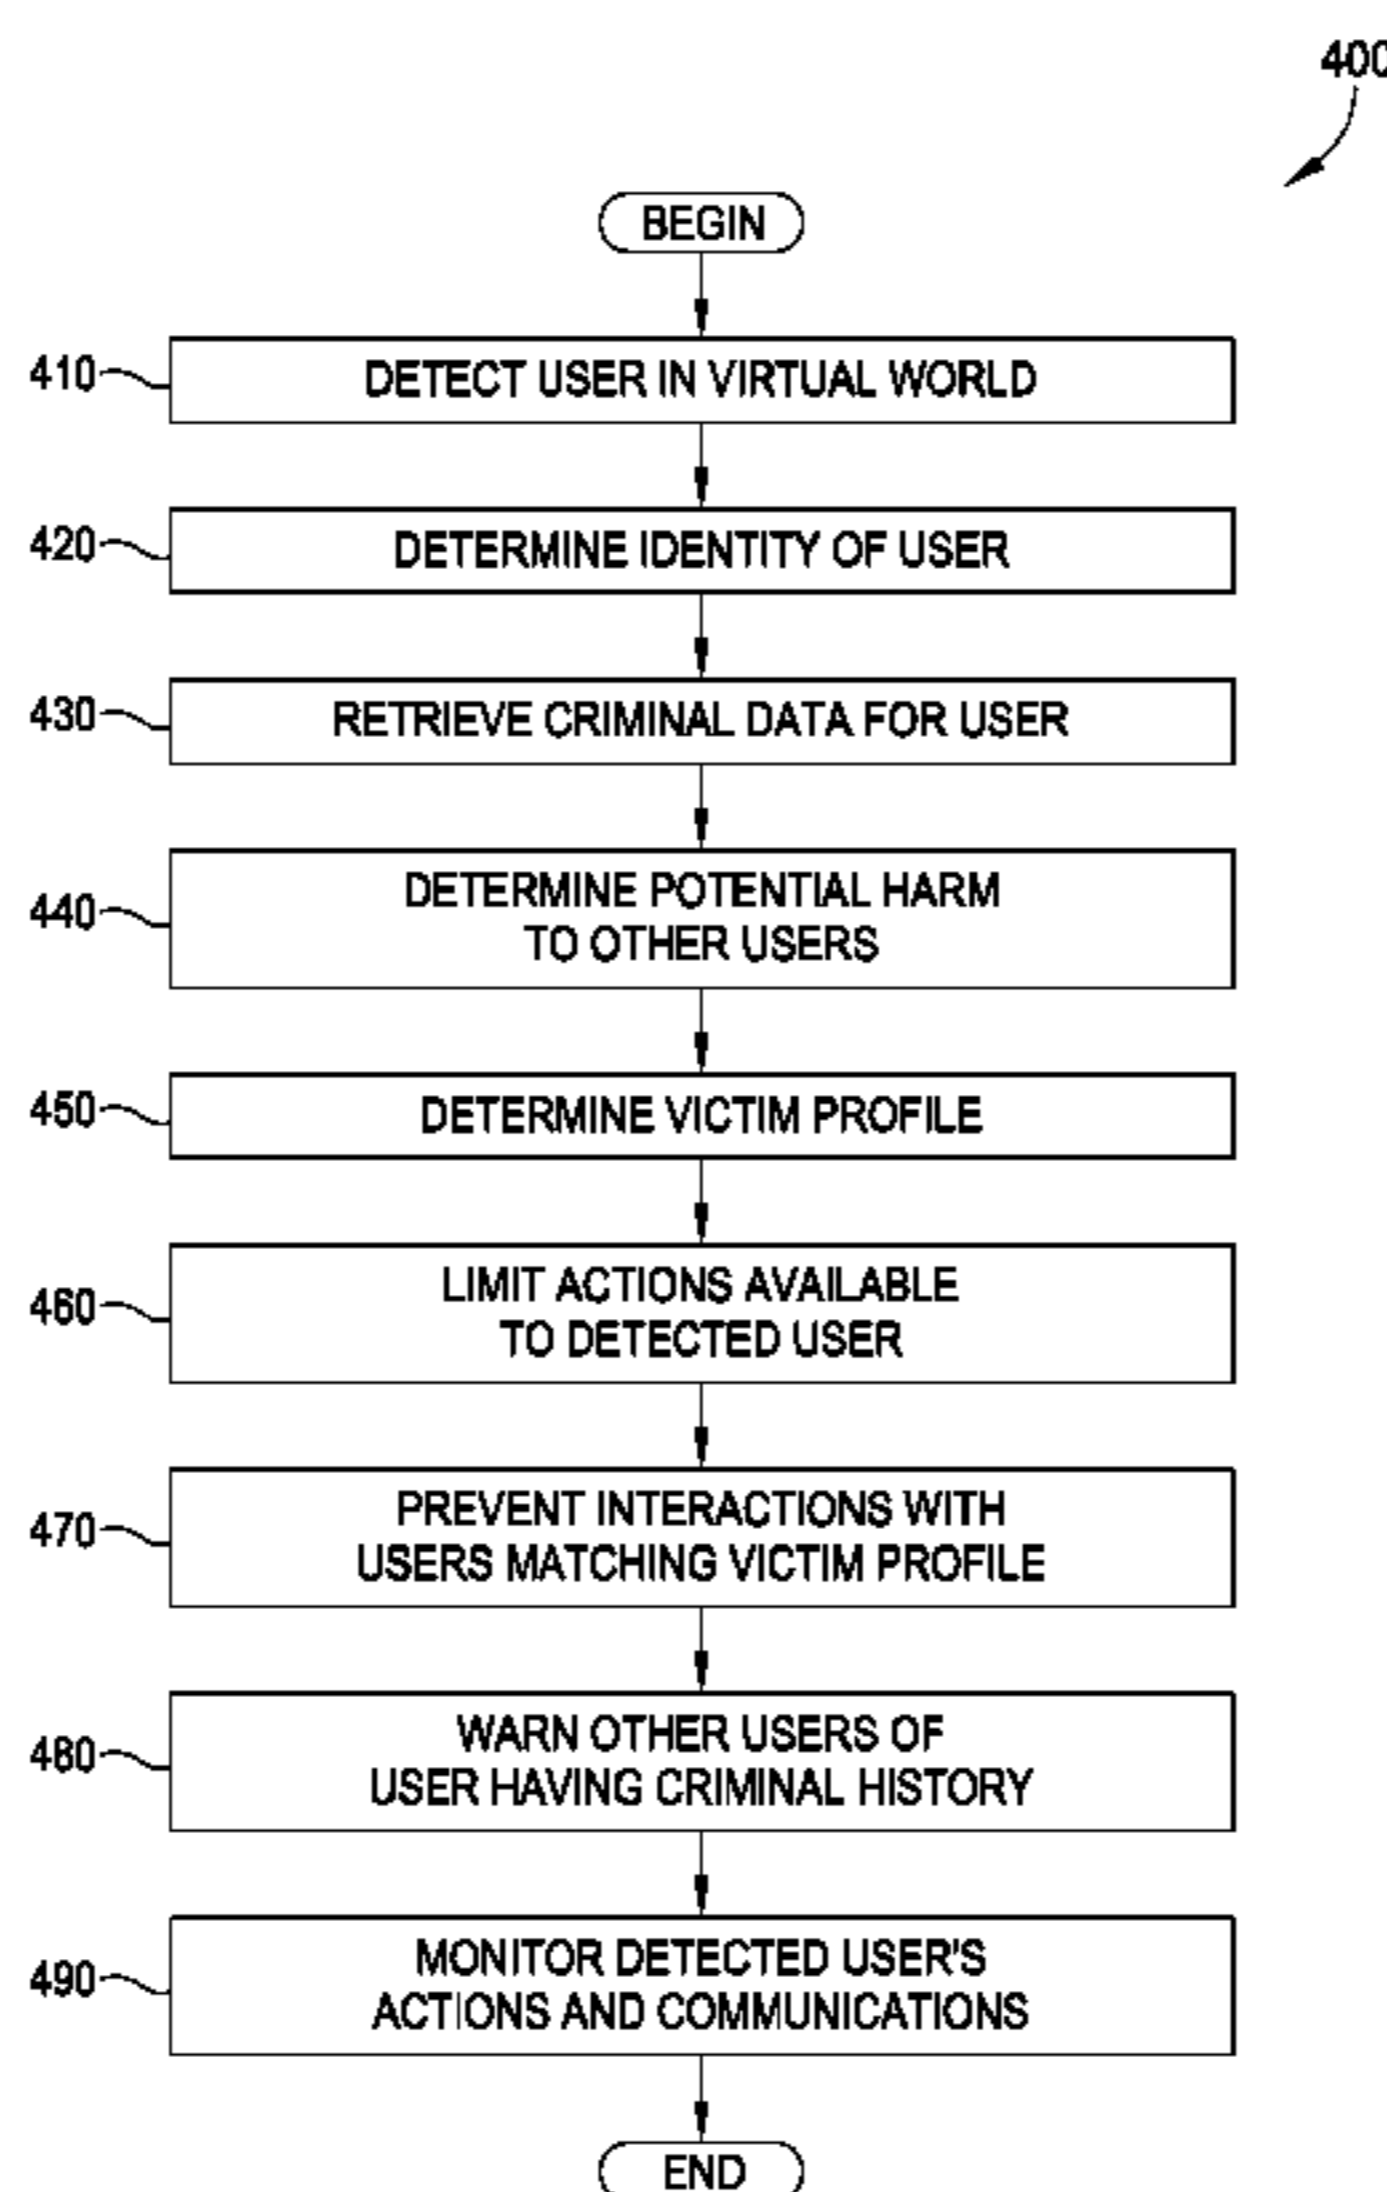 400
BEGIN
410 DETECT USER IN VIRTUAL WORLD
420 DETERMINE IDENTITY OF USER
430 RETRIEVE CRIMINAL DATA FOR USER
440 DETERMINE POTENTIAL HARM
TO OTHER USERS
450 DETERMINE VICTIM PROFILE
460 LIMIT ACTIONS AVAILABLE
TO DETECTED USER
470 PREVENT INTERACTIONS WITH
USERS MATCHING VICTIM PROFILE
480 WARN OTHER USERS OF
USER HAVING CRIMINAL HISTORY
490 MONITOR DETECTED USER'S
ACTIONS AND COMMUNICATIONS
END